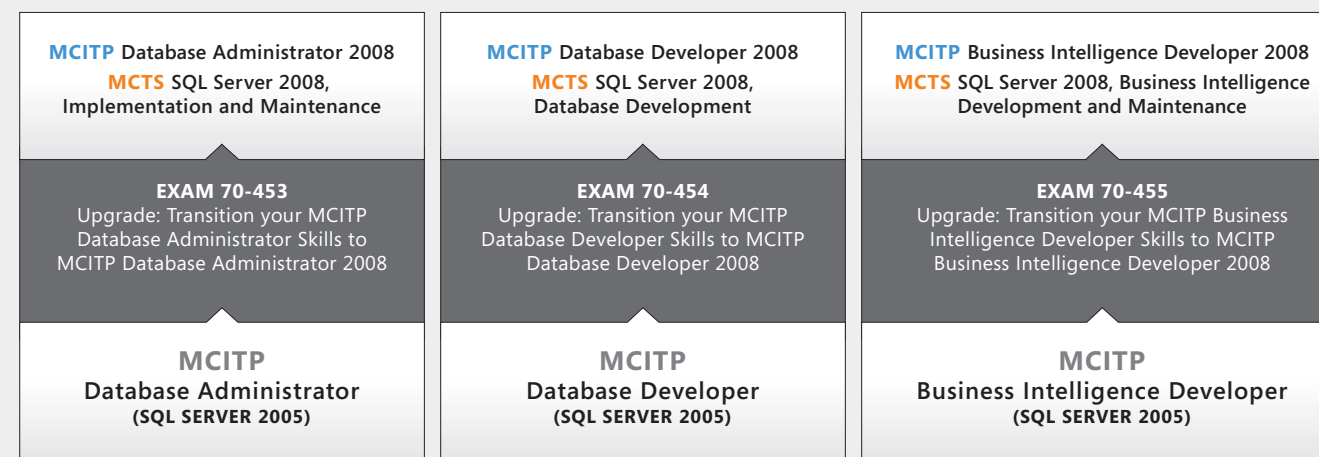 MCITP Database Administrator 2008
MCTS SQL Server 2008,
Implementation and Maintenance
EXAM 70-453
Upgrade: Transition your MCITP
Database Administrator Skills to
MCITP Database Administrator 2008
MCITP
Database Administrator
(SQL SERVER 2005)
MCITP Database Developer 2008
MCTS SQL Server 2008,
Database Development
EXAM 70-454
Upgrade: Transition your MCITP
Database Developer Skills to MCITP
Database Developer 2008
MCITP
Database Developer
(SQL SERVER 2005)
MCITP Business Intelligence Developer 2008
MCTS SQL Server 2008, Business Intelligence
Development and Maintenance
EXAM 70-455
Upgrade: Transition your MCITP Business
Intelligence Developer Skills to MCITP
Business Intelligence Developer 2008
MCITP
Business Intelligence Developer
(SQL SERVER 2005)